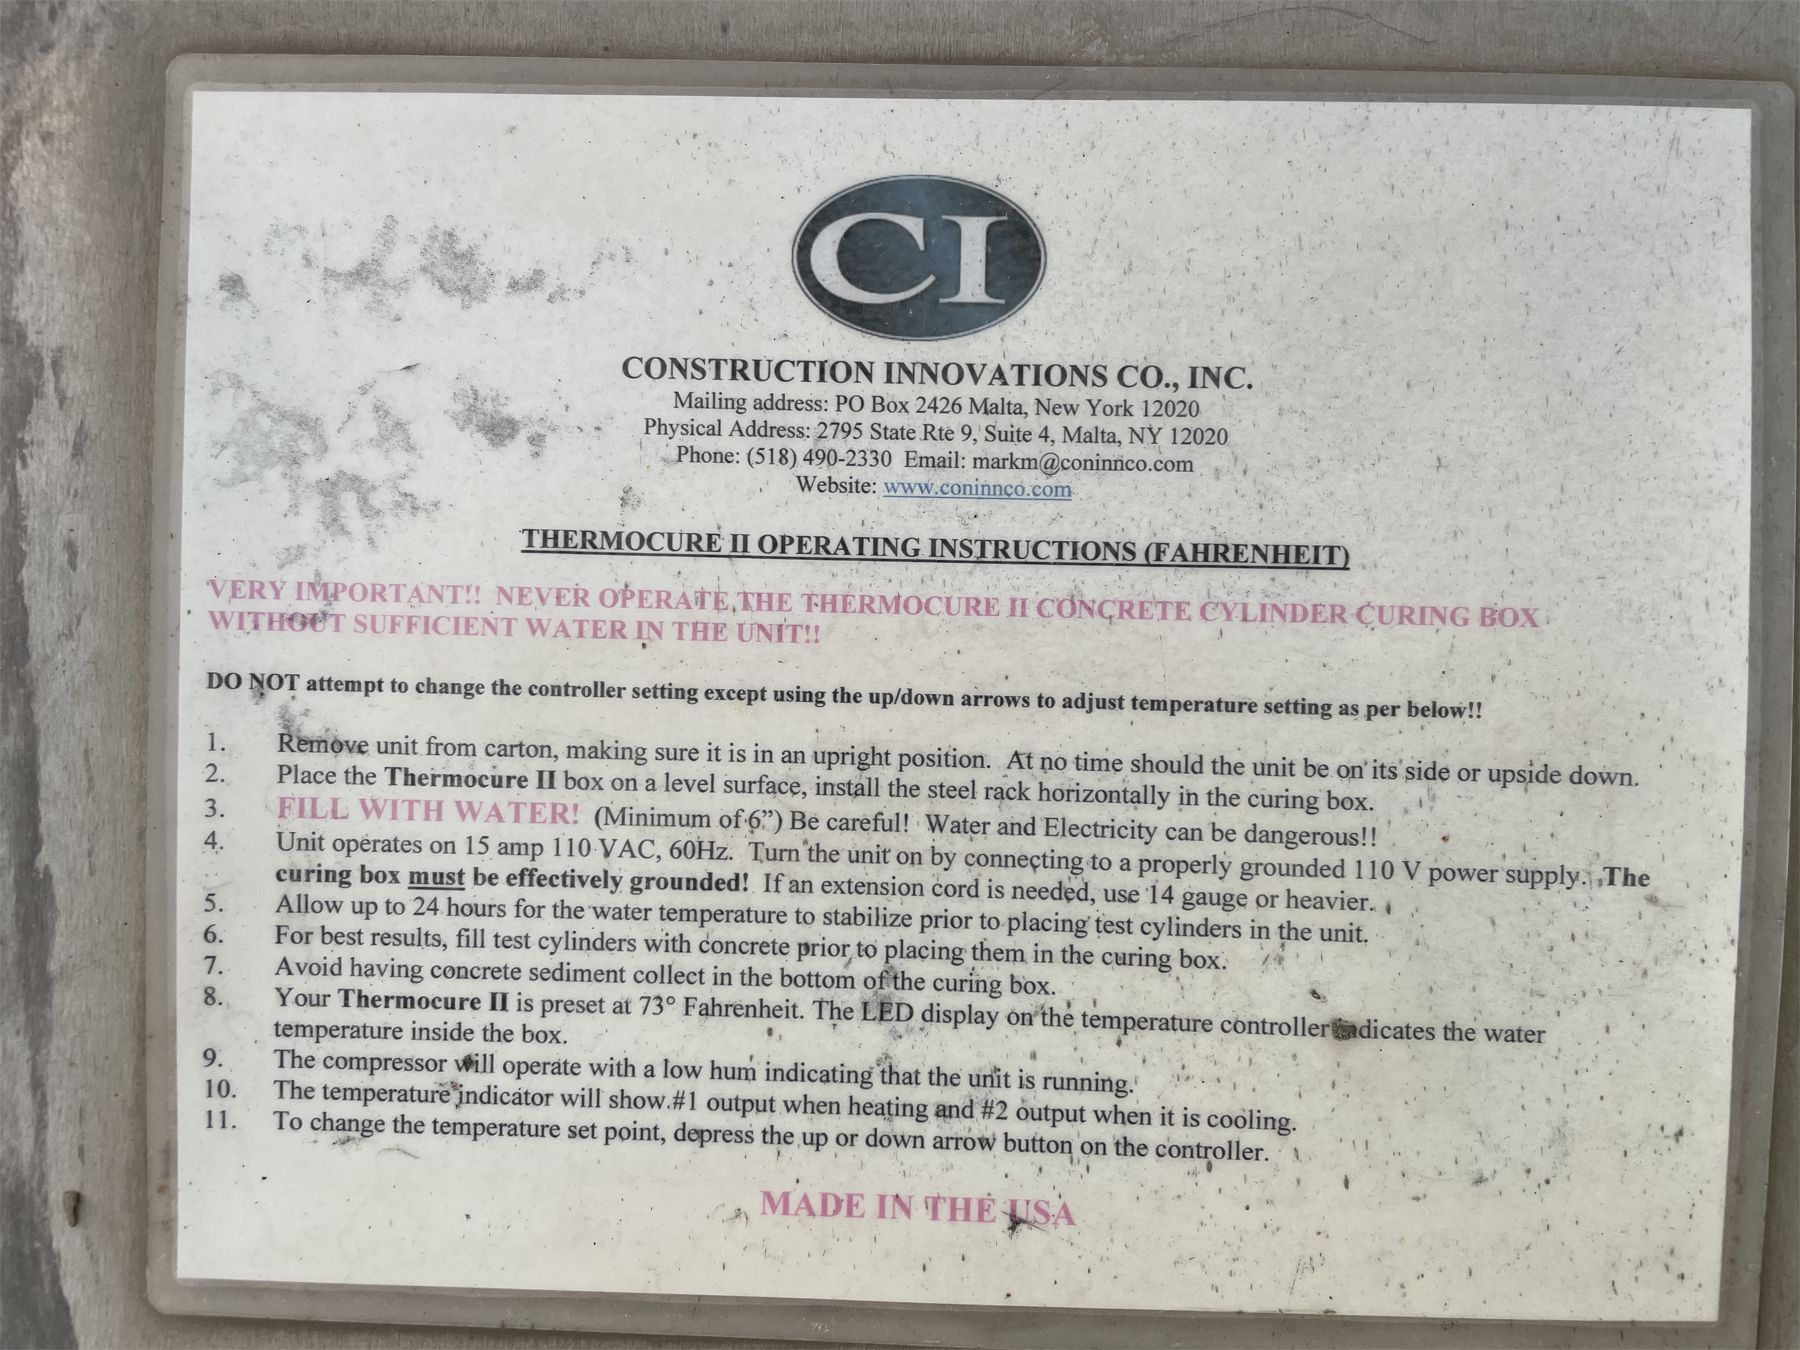 CI
CONSTRUCTION INNOVATIONS CO., INC.
Mailing address: PO Box 2426 Malta, New York 12020
Physical Address: 2795 State Rte 9, Suite 4, Malta, NY 12020
Phone: (518) 490-2330 Email: markm@coninnco.com
Website: www.coninnco.com
THERMOCURE II OPERATING INSTRUCTIONS (FAHRENHEIT)
VERY IMPORTANT!! NEVER OPERATE THE THERMOCURE II CONCRETE CYLINDER CURING BOX
WITHOUT SUFFICIENT WATER IN THE UNIT!!
DO NOT attempt to change the controller setting except using the up/down arrows to adjust temperature setting as per below!!
1. Remove unit from carton, making sure it is in an upright position. At no time should the unit be on its side or upside down.
2. Place the Thermocure II box on a level surface, install the steel rack horizontally in the curing box.
3. FILL WITH WATER! (Minimum of 6”) Be careful! Water and Electricity can be dangerous!!
4. Unit operates on 15 amp 110 VAC, 60Hz. Turn the unit on by connecting to a properly grounded 110 V power supply. The
curing box must be effectively grounded! If an extension cord is needed, use 14 gauge or heavier.
5. Allow up to 24 hours for the water temperature to stabilize prior to placing test cylinders in the unit.
6. For best results, fill test cylinders with concrete prior to placing them in the curing box.
7. Avoid having concrete sediment collect in the bottom of the curing box.
8. Your Thermocure II is preset at 73° Fahrenheit. The LED display on the temperature controller indicates the water
temperature inside the box.
9. The compressor will operate with a low hum indicating that the unit is running.
10. The temperature indicator will show #1 output when heating and #2 output when it is cooling.
11. To change the temperature set point, depress the up or down arrow button on the controller.
MADE IN THE USA